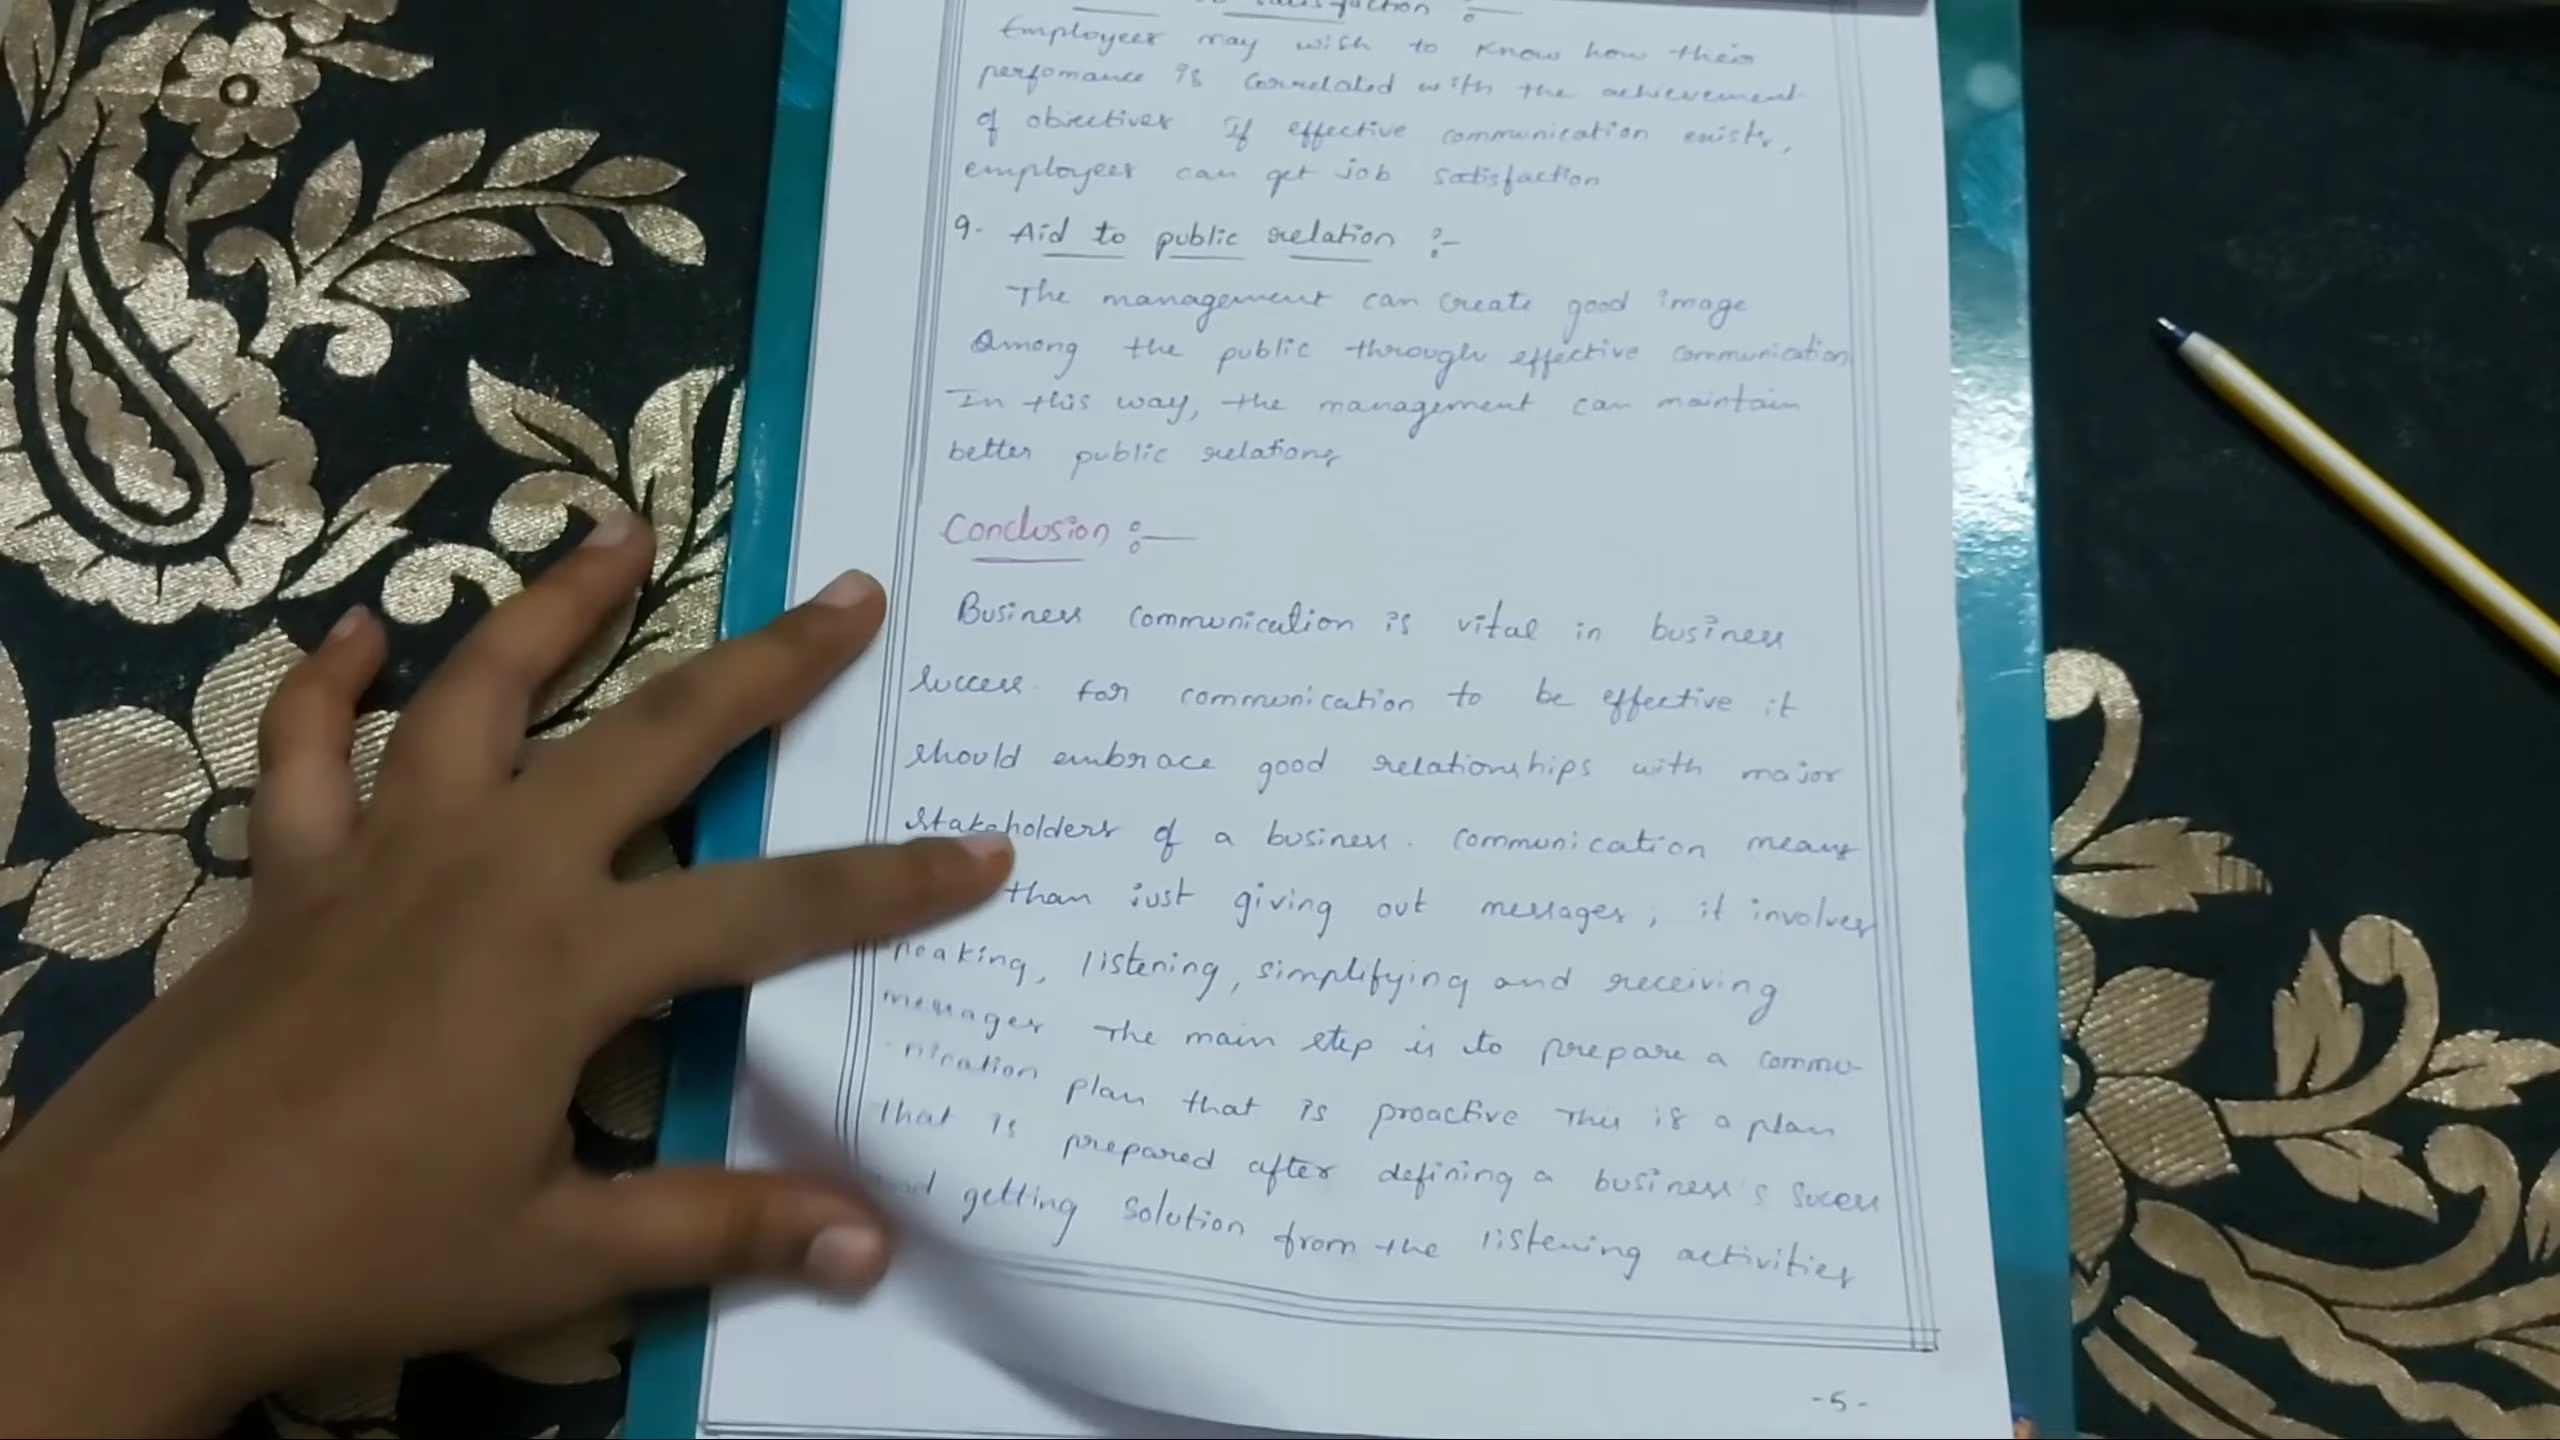 satisfaction :-
Employees may wish to know how their
perfomance is correlated with the achievement
of objectives If effective communication exists,
employees can get job satisfaction
9. Aid to public relation :-
The management can create good image
Among the public through effective communication
In this way, the management can maintain
better public relations
Conclusion :-
Business communication is vital in business
success. For communication to be effective it
should embrace good relationships with major
stakeholders of a business. Communication means
than just giving out messages, it involves
listening, simplifying and receiving
messages The main step is to prepare a commu-
nication plan that is proactive This is a plan
that is prepared after defining a business's sucess
getting solution from the listening activities
-5-